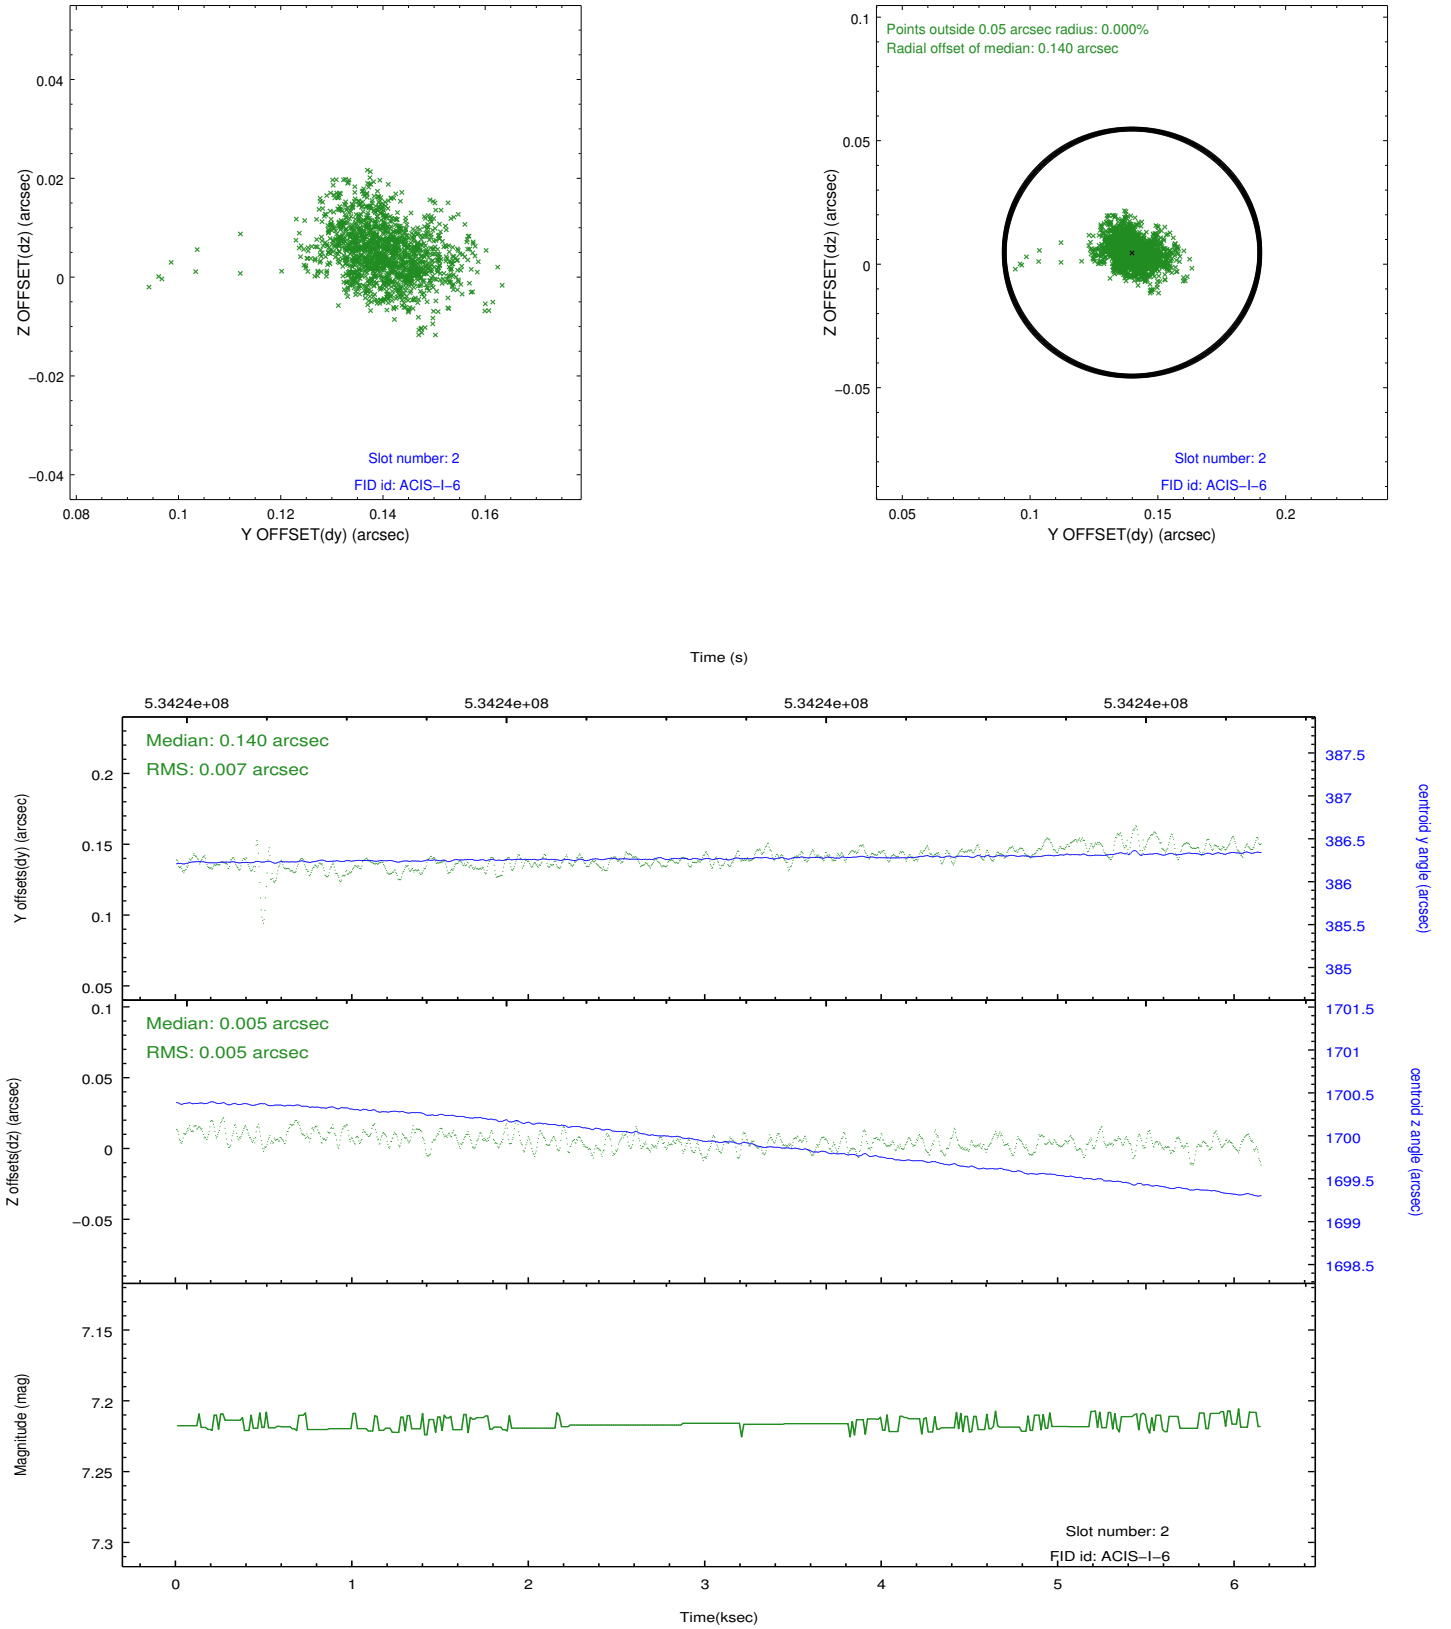 0.04
0.02
0
−0.02
−0.04
Z OFFSET(dz) (arcsec)
Slot number: 2
FID id: ACIS−I−6
0.08 0.1 0.12 0.14 0.16
Y OFFSET(dy) (arcsec)
Points outside 0.05 arcsec radius: 0.000%
Radial offset of median: 0.140 arcsec
0.1
0.05
0
−0.05
Z OFFSET(dz) (arcsec)
Slot number: 2
FID id: ACIS−I−6
0.05 0.1 0.15 0.2
Y OFFSET(dy) (arcsec)
Time (s)
5.3424e+08 5.3424e+08 5.3424e+08 5.3424e+08
Median: 0.140 arcsec
RMS: 0.007 arcsec
0.2
0.15
0.1
0.05
Y offsets(dy) (arcsec)
387.5
387
386.5
386
385.5
385
centroid y angle (arcsec)
Median: 0.005 arcsec
RMS: 0.005 arcsec
0.1
0.05
0
−0.05
Z offsets(dz) (arcsec)
1701.5
1701
1700.5
1700
1699.5
1699
1698.5
centroid z angle (arcsec)
7.15
7.2
7.25
7.3
Magnitude (mag)
Slot number: 2
FID id: ACIS−I−6
0 1 2 3 4 5 6
Time(ksec)